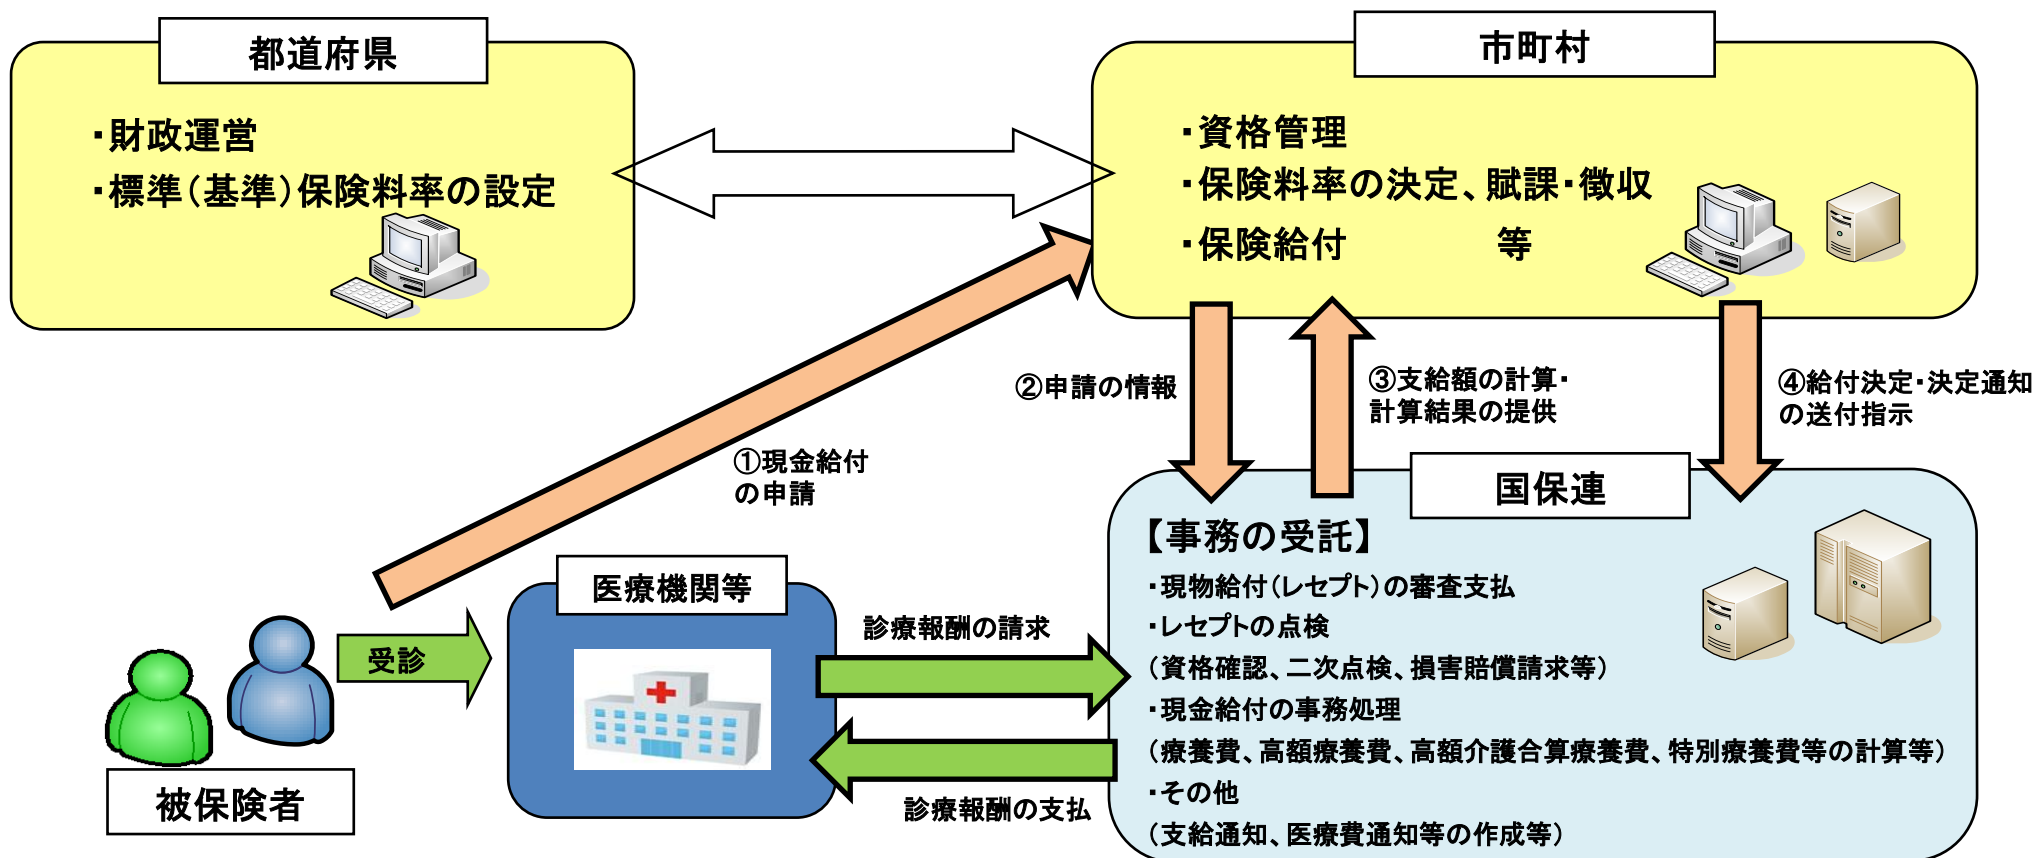 都道府県
・財政運営
・標準(基準)保険料率の設定
市町村
・資格管理
・保険料率の決定、賦課・徴収
・保険給付　　　　等
①現金給付
の申請
②申請の情報
③支給額の計算・
計算結果の提供
④給付決定・決定通知
の送付指示
被保険者
受診
医療機関等
診療報酬の請求
診療報酬の支払
国保連
【事務の受託】
・現物給付(レセプト)の審査支払
・レセプトの点検
(資格確認、二次点検、損害賠償請求等)
・現金給付の事務処理
(療養費、高額療養費、高額介護合算療養費、特別療養費等の計算等)
・その他
(支給通知、医療費通知等の作成等)